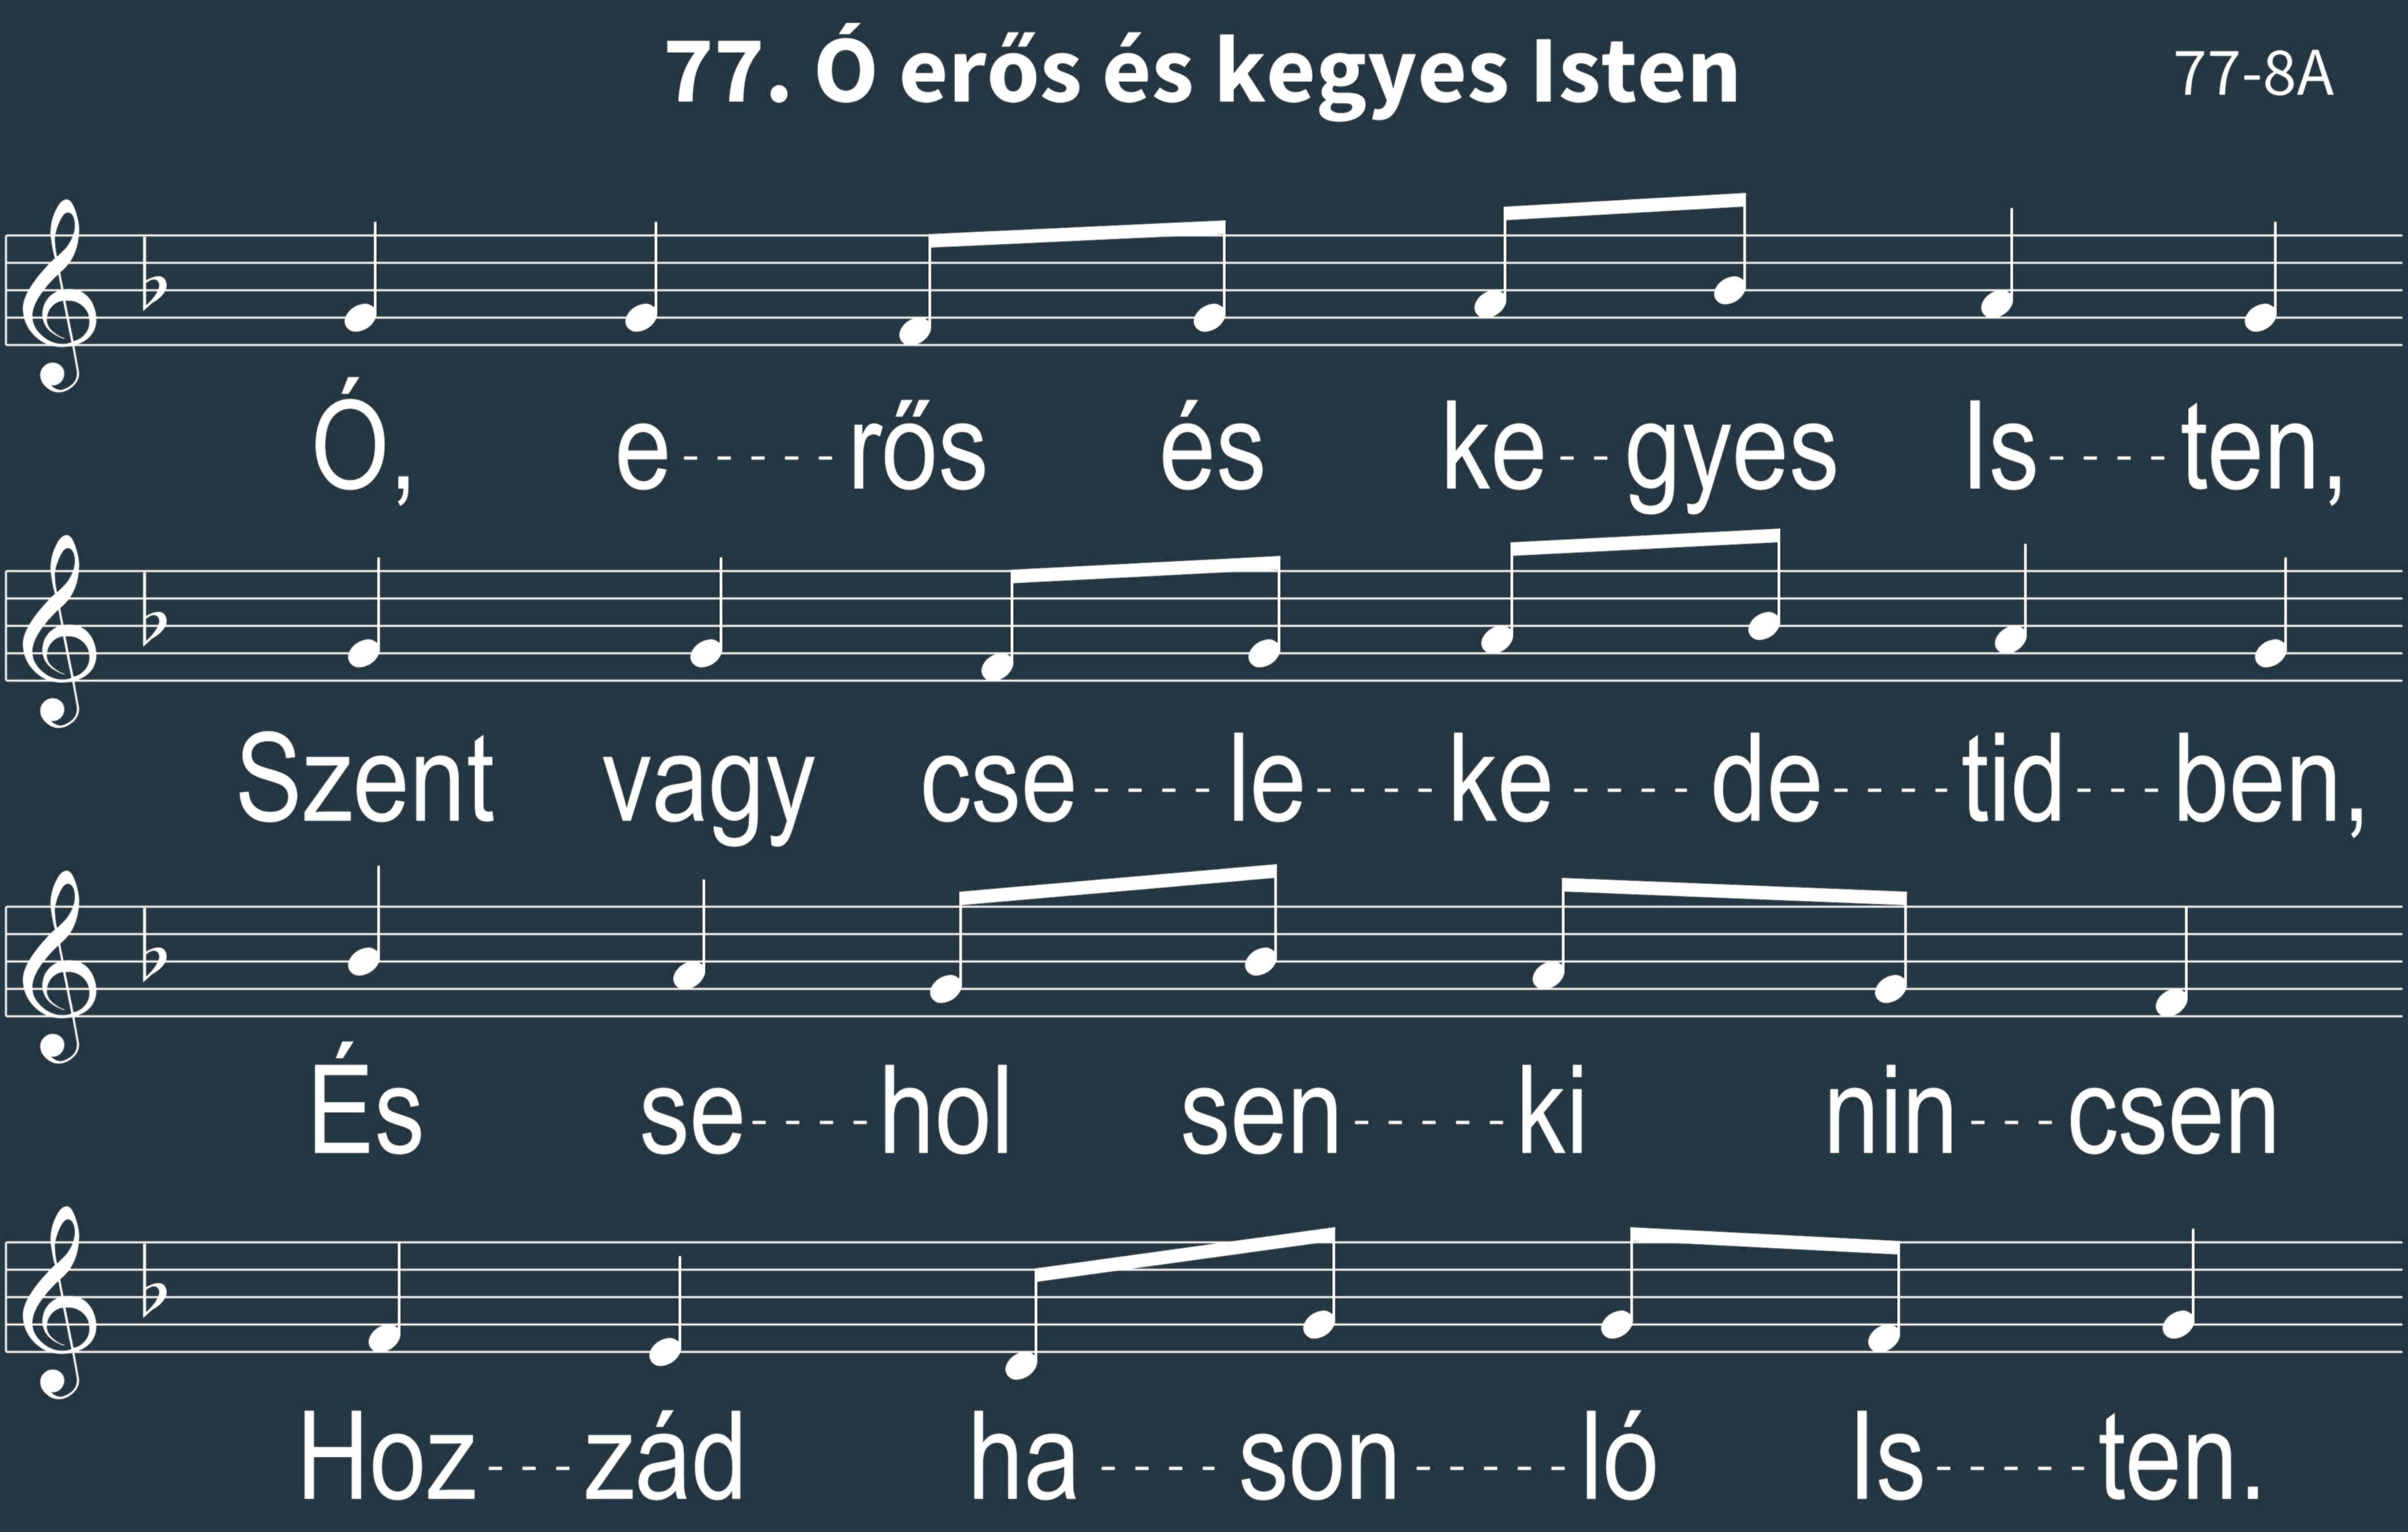 77. Ó erős és kegyes Isten
77-8A
Ó, e-----rős és ke--gyes Is----ten,
Szent vagy cse----le----ke----de----tid---ben,
És se----hol sen-----ki nin---csen
Hoz---zád ha----son-----ló Is-----ten.